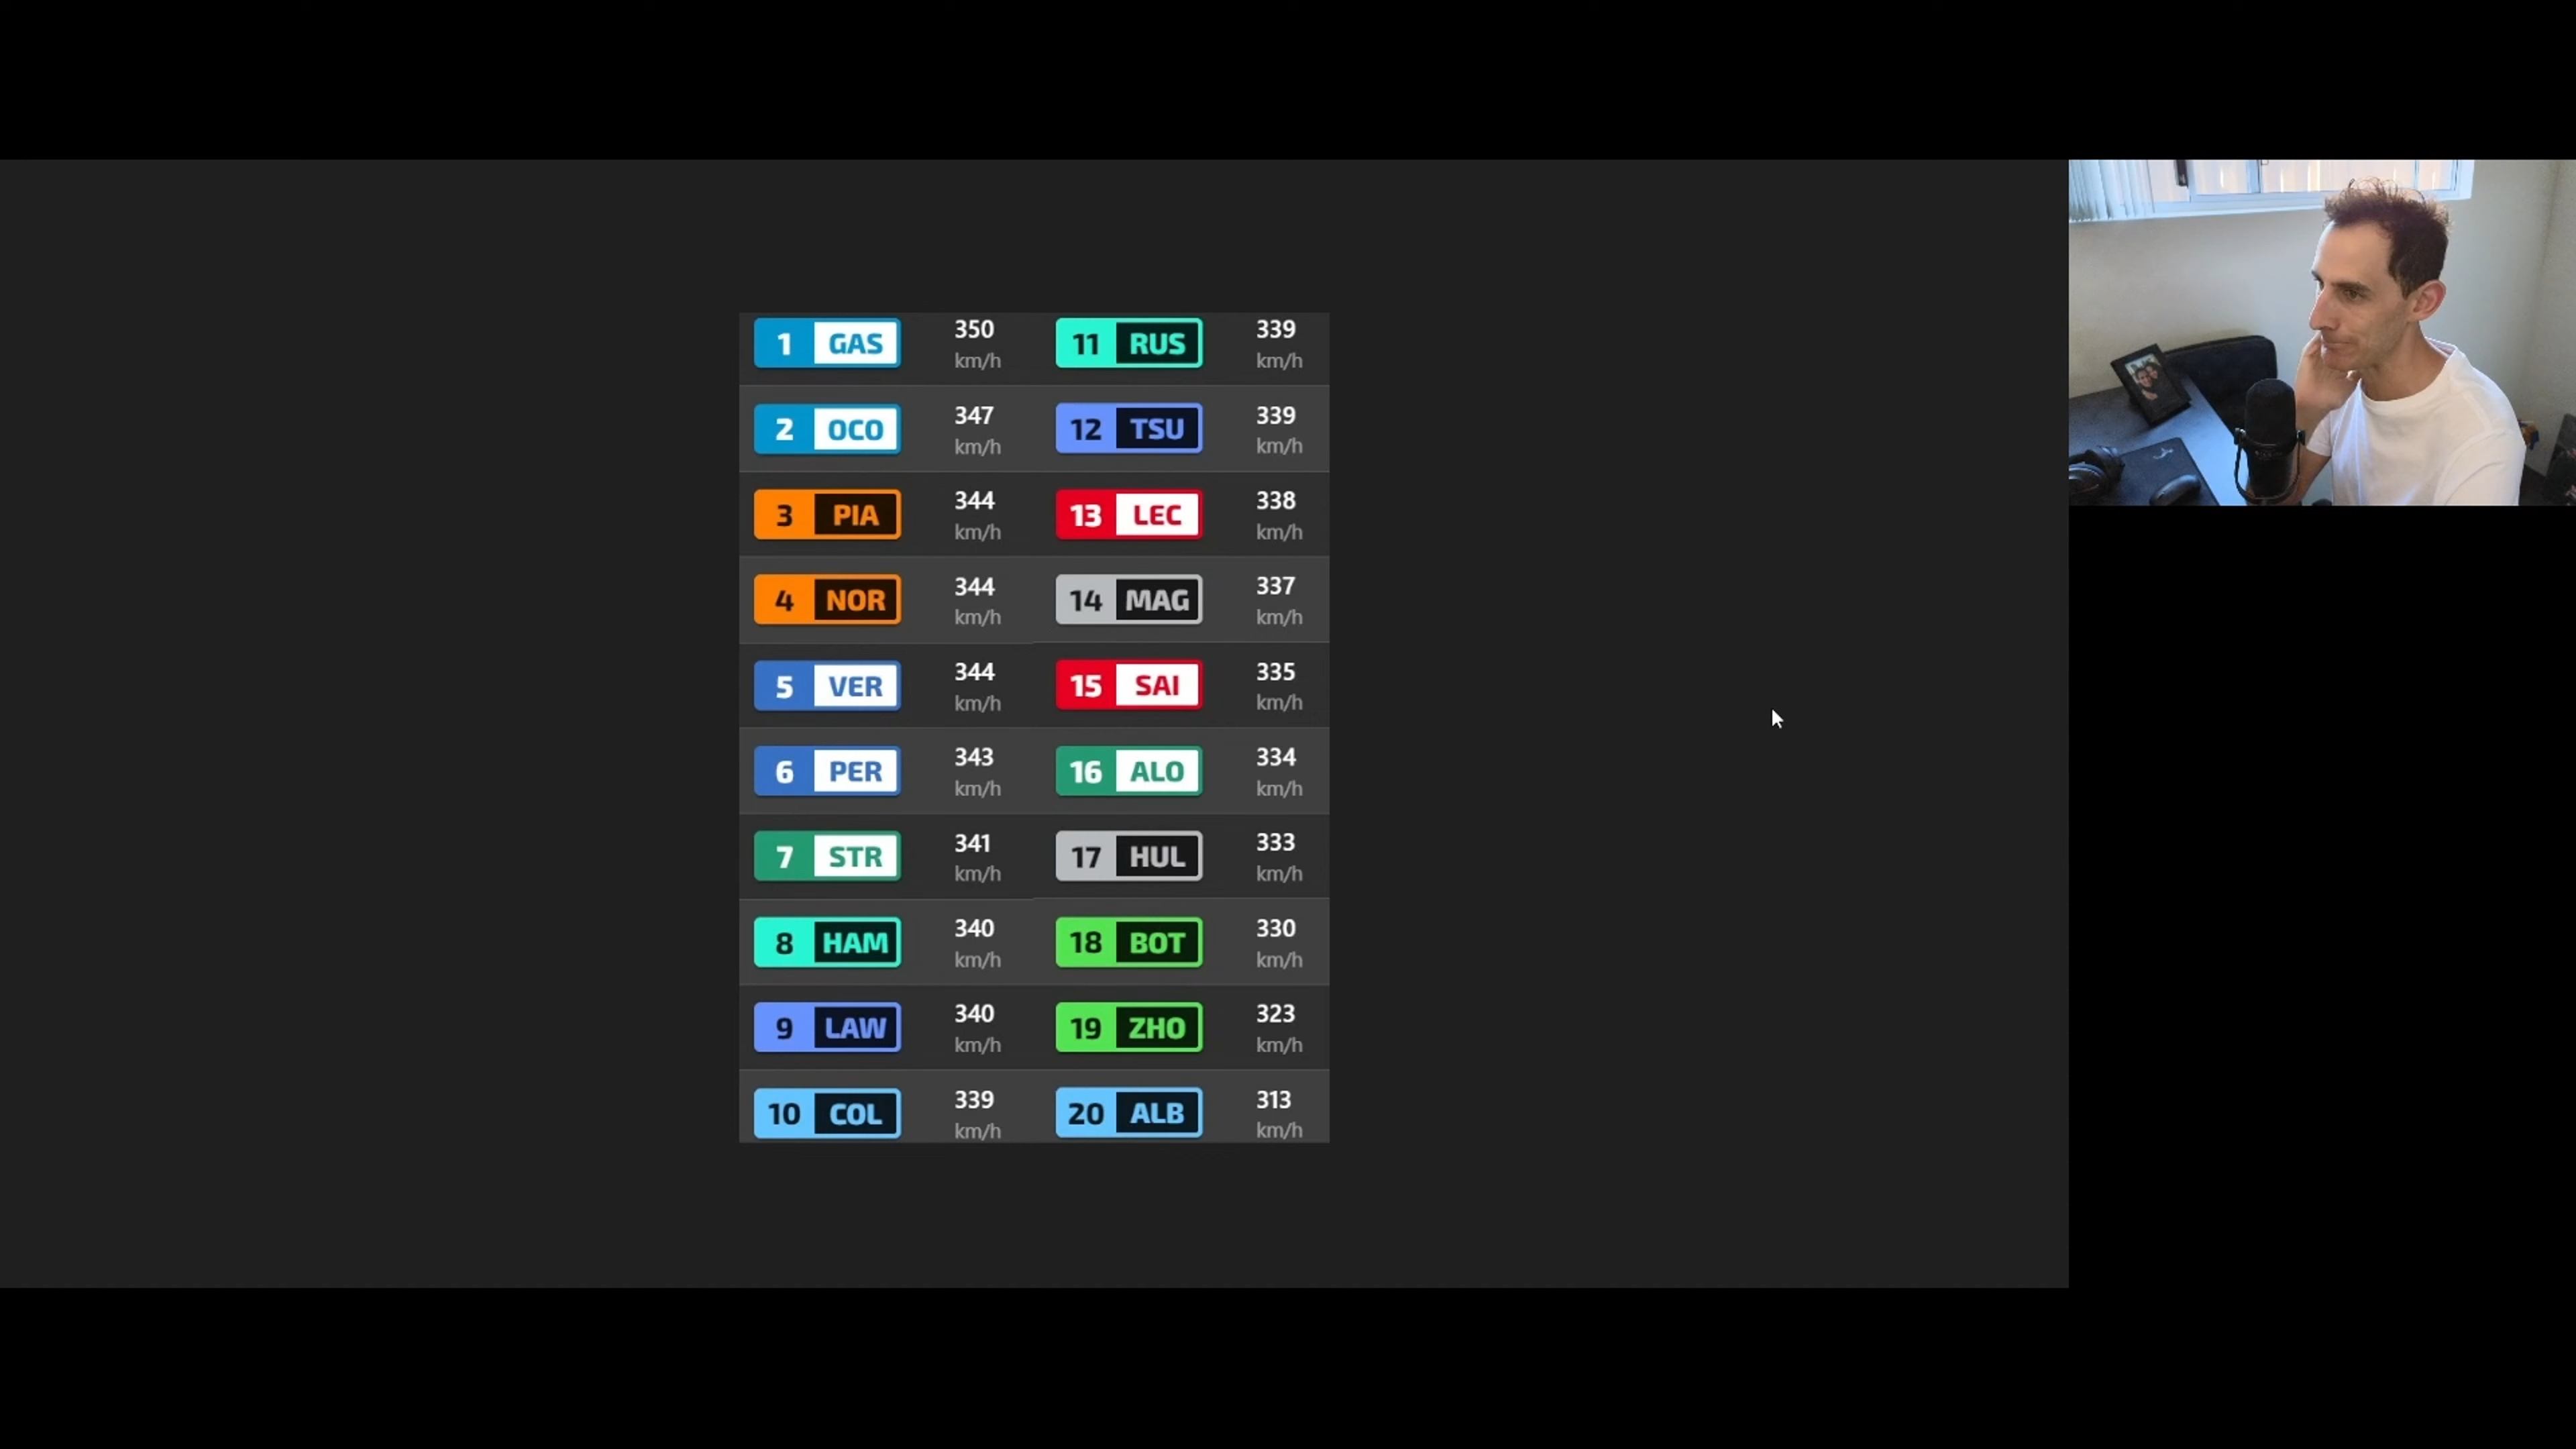 1 GAS 350 km/h
2 OCO 347 km/h
3 PIA 344 km/h
4 NOR 344 km/h
5 VER 344 km/h
6 PER 343 km/h
7 STR 341 km/h
8 HAM 340 km/h
9 LAW 340 km/h
10 COL 339 km/h
11 RUS 339 km/h
12 TSU 339 km/h
13 LEC 338 km/h
14 MAG 337 km/h
15 SAI 335 km/h
16 ALO 334 km/h
17 HUL 333 km/h
18 BOT 330 km/h
19 ZHO 323 km/h
20 ALB 313 km/h